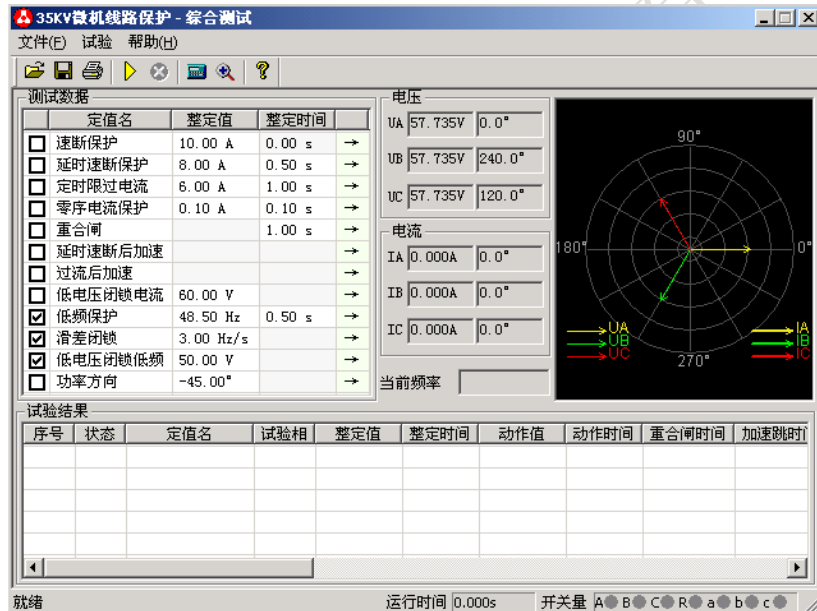 35KV微机线路保护 - 综合测试
文件(F) 试验 帮助(H)
测试数据
定值名 整定值 整定时间
速断保护 10.00 A 0.00 s →
延时速断保护 8.00 A 0.50 s →
定时限过电流 6.00 A 1.00 s →
零序电流保护 0.10 A 0.10 s →
重合闸 1.00 s →
延时速断后加速 →
过流后加速 →
低电压闭锁电流 60.00 V →
低频保护 48.50 Hz 0.50 s →
滑差闭锁 3.00 Hz/s →
低电压闭锁低频 50.00 V →
功率方向 -45.00° →
电压
UA 57.735V 0.0°
UB 57.735V 240.0°
UC 57.735V 120.0°
电流
IA 0.000A 0.0°
IB 0.000A 0.0°
IC 0.000A 0.0°
当前频率
90°
180° 0°
270°
UA IA
UB IB
UC IC
试验结果
序号 状态 定值名 试验相 整定值 整定时间 动作值 动作时间 重合闸时间 加速跳时
就绪 运行时间 0.000s 开关量 A B C R a b c